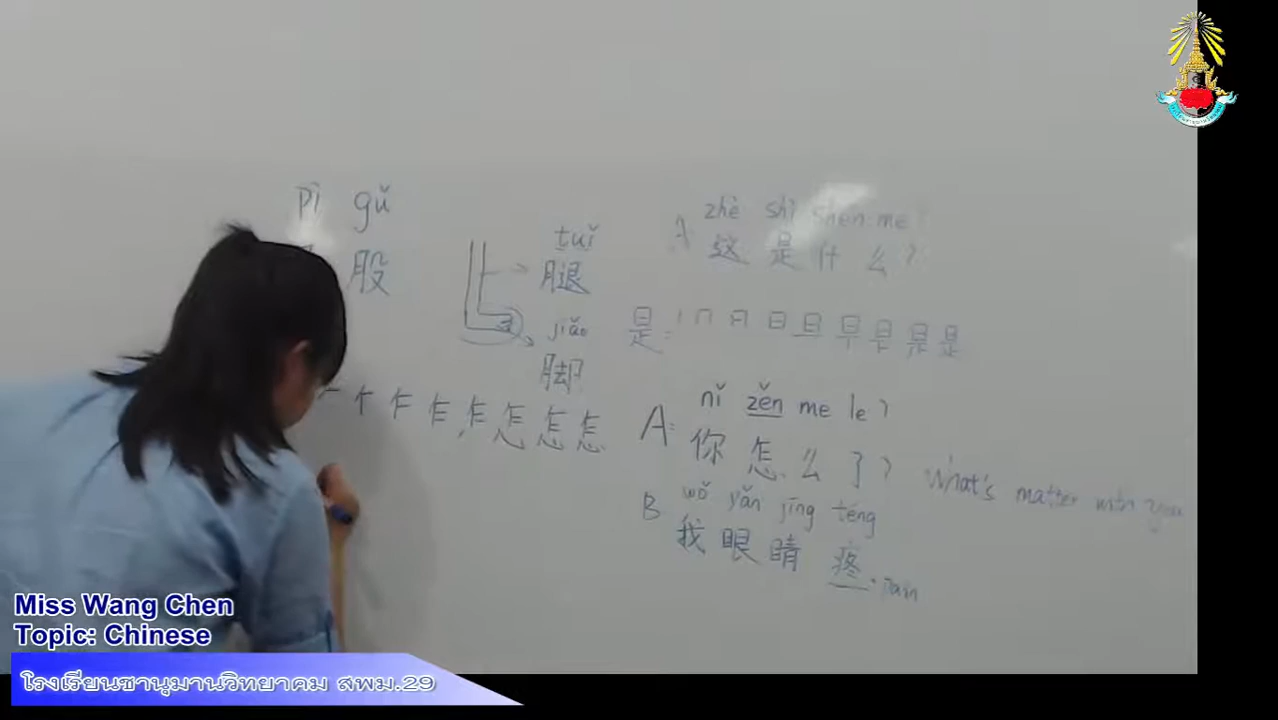 pì gǔ
股
tuǐ
腿
jiǎo
脚
A zhè shì shén me?
这是什么?
是: 丨 冂 日 日 旦 早 早 昰 是
乍 乍 乍 怎 怎 怎
A: nǐ zěn me le?
你怎么了? What's matter with you
B wǒ yǎn jīng téng
我眼睛疼. pain
Miss Wang Chen
Topic: Chinese
โรงเรียนชานุมานวิทยาคม สพม.29